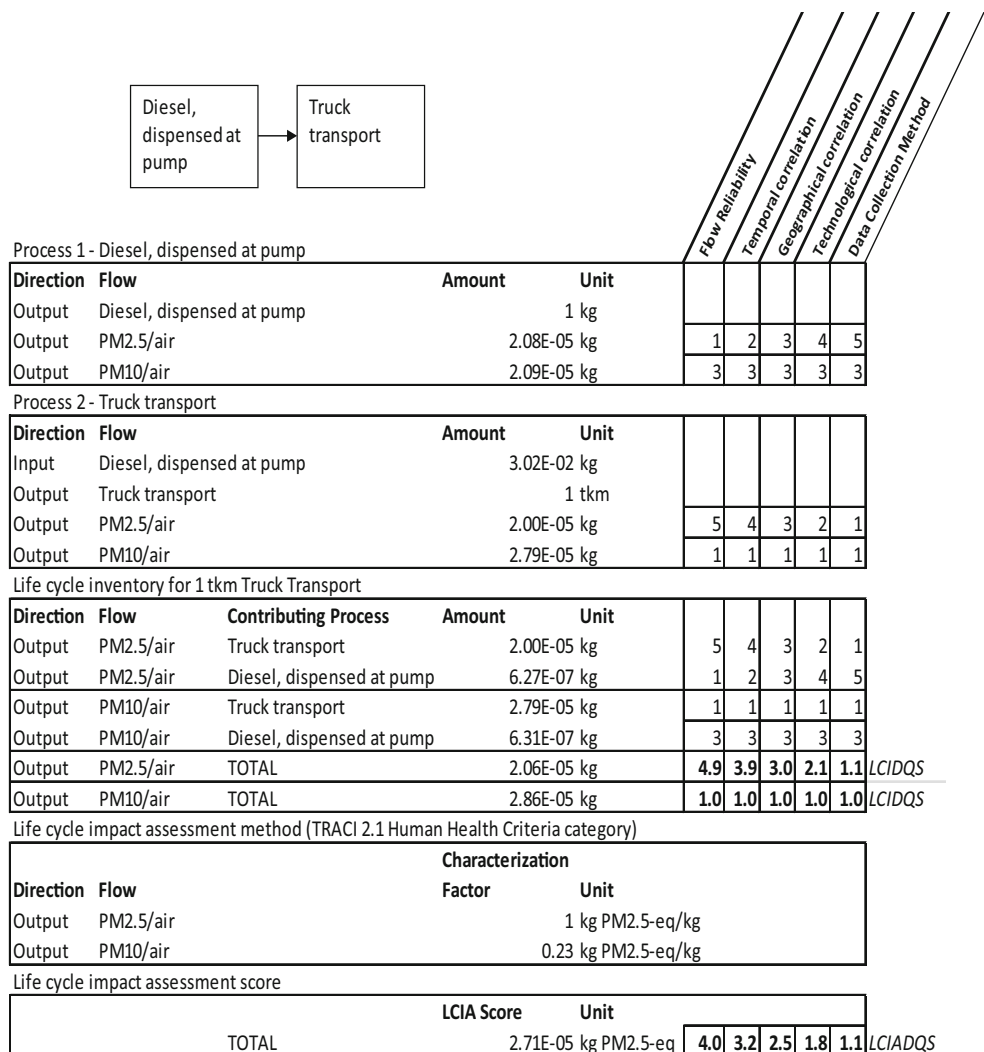 Diesel,
dispensed at
pump
Truck
transport
Flow Reliability
Temporal correlation
Geographical correlation
Technological correlation
Data Collection Method
Process 1 - Diesel, dispensed at pump
Direction Flow Amount Unit
Output Diesel, dispensed at pump 1 kg
Output PM2.5/air 2.08E-05 kg 1 2 3 4 5
Output PM10/air 2.09E-05 kg 3 3 3 3 3
Process 2 - Truck transport
Direction Flow Amount Unit
Input Diesel, dispensed at pump 3.02E-02 kg
Output Truck transport 1 tkm
Output PM2.5/air 2.00E-05 kg 5 4 3 2 1
Output PM10/air 2.79E-05 kg 1 1 1 1 1
Life cycle inventory for 1 tkm Truck Transport
Direction Flow Contributing Process Amount Unit
Output PM2.5/air Truck transport 2.00E-05 kg 5 4 3 2 1
Output PM2.5/air Diesel, dispensed at pump 6.27E-07 kg 1 2 3 4 5
Output PM10/air Truck transport 2.79E-05 kg 1 1 1 1 1
Output PM10/air Diesel, dispensed at pump 6.31E-07 kg 3 3 3 3 3
Output PM2.5/air TOTAL 2.06E-05 kg 4.9 3.9 3.0 2.1 1.1 LCIDQS
Output PM10/air TOTAL 2.86E-05 kg 1.0 1.0 1.0 1.0 1.0 LCIDQS
Life cycle impact assessment method (TRACI 2.1 Human Health Criteria category)
Characterization
Direction Flow Factor Unit
Output PM2.5/air 1 kg PM2.5-eq/kg
Output PM10/air 0.23 kg PM2.5-eq/kg
Life cycle impact assessment score
LCIA Score Unit
TOTAL 2.71E-05 kg PM2.5-eq 4.0 3.2 2.5 1.8 1.1 LCIADQS